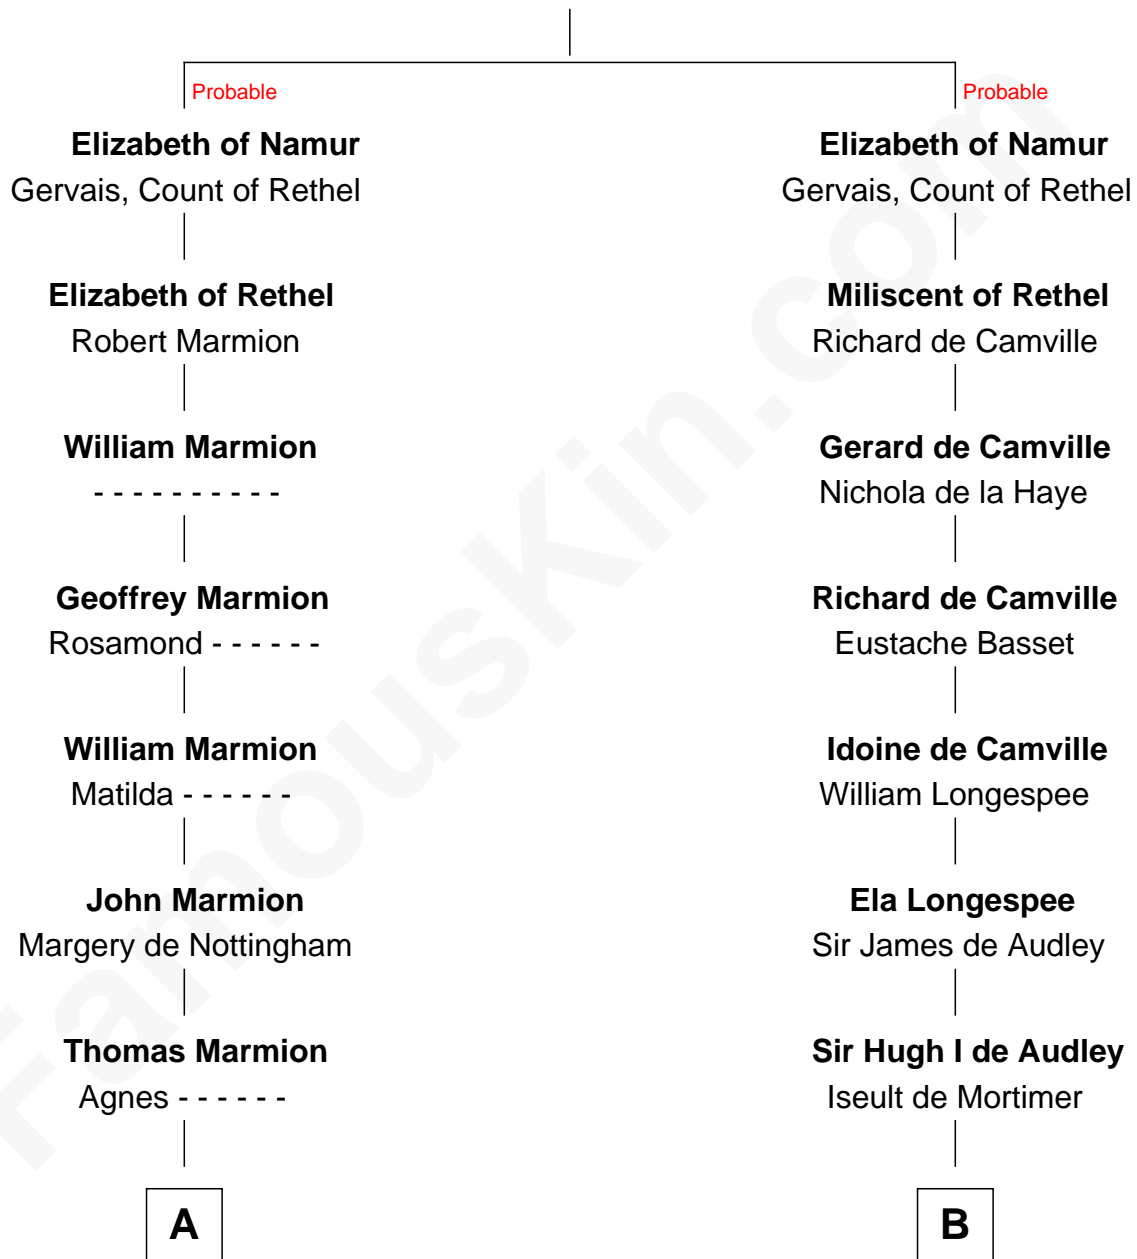 Probable
Probable
Elizabeth of Namur
Gervais, Count of Rethel
Elizabeth of Namur
Gervais, Count of Rethel
Elizabeth of Rethel
Robert Marmion
Miliscent of Rethel
Richard de Camville
William Marmion
- - - - - - - - - -
Gerard de Camville
Nichola de la Haye
Geoffrey Marmion
Rosamond - - - - - -
Richard de Camville
Eustache Basset
William Marmion
Matilda - - - - - -
Idoine de Camville
William Longespee
John Marmion
Margery de Nottingham
Ela Longespee
Sir James de Audley
Thomas Marmion
Agnes - - - - - -
Sir Hugh I de Audley
Iseult de Mortimer
A
B
FamousKin.com